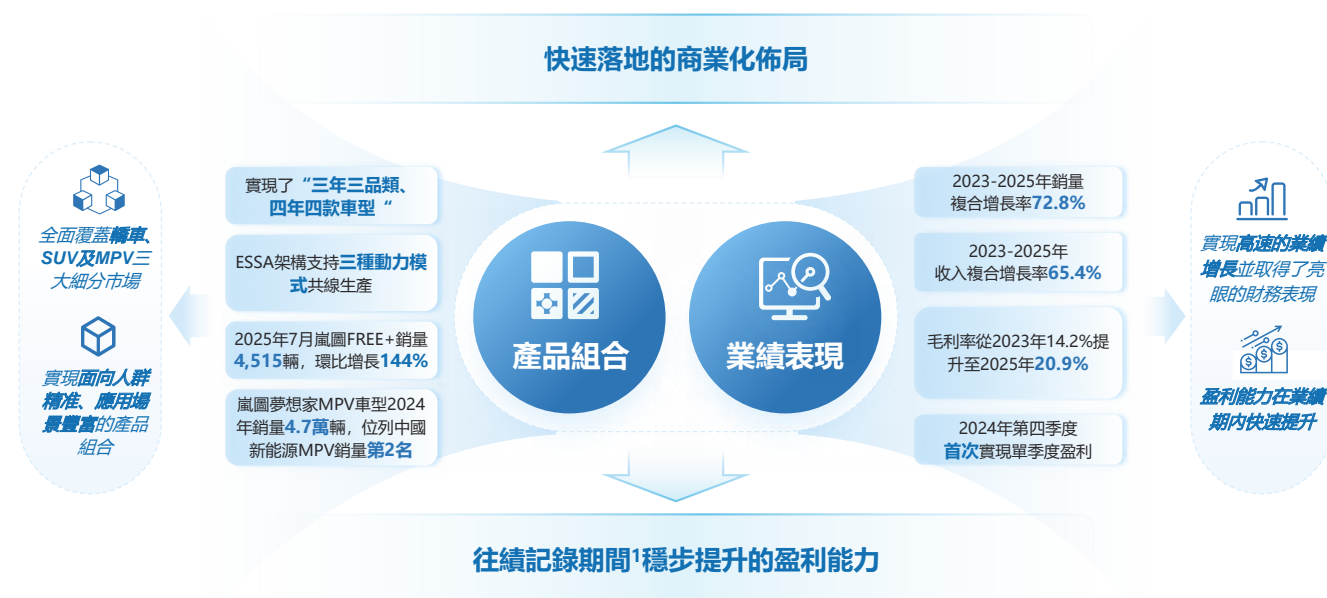 快速落地的商業化佈局
全面覆蓋轎車、
SUV及MPV三
大細分市場
實現面向人群
精准、應用場
景豐富的產品
組合
實現了“三年三品類、
四年四款車型“
ESSA架構支持三種動力模
式共線生產
2025年7月嵐圖FREE+銷量
4,515輛，環比增長144%
嵐圖夢想家MPV車型2024
年銷量4.7萬輛，位列中國
新能源MPV銷量第2名
產品組合
業績表現
2023-2025年銷量
複合增長率72.8%
2023-2025年
收入複合增長率65.4%
毛利率從2023年14.2%提
升至2025年20.9%
2024年第四季度
首次實現單季度盈利
實現高速的業績
增長並取得了亮
眼的財務表現
盈利能力在業績
期內快速提升
往績記錄期間¹穩步提升的盈利能力